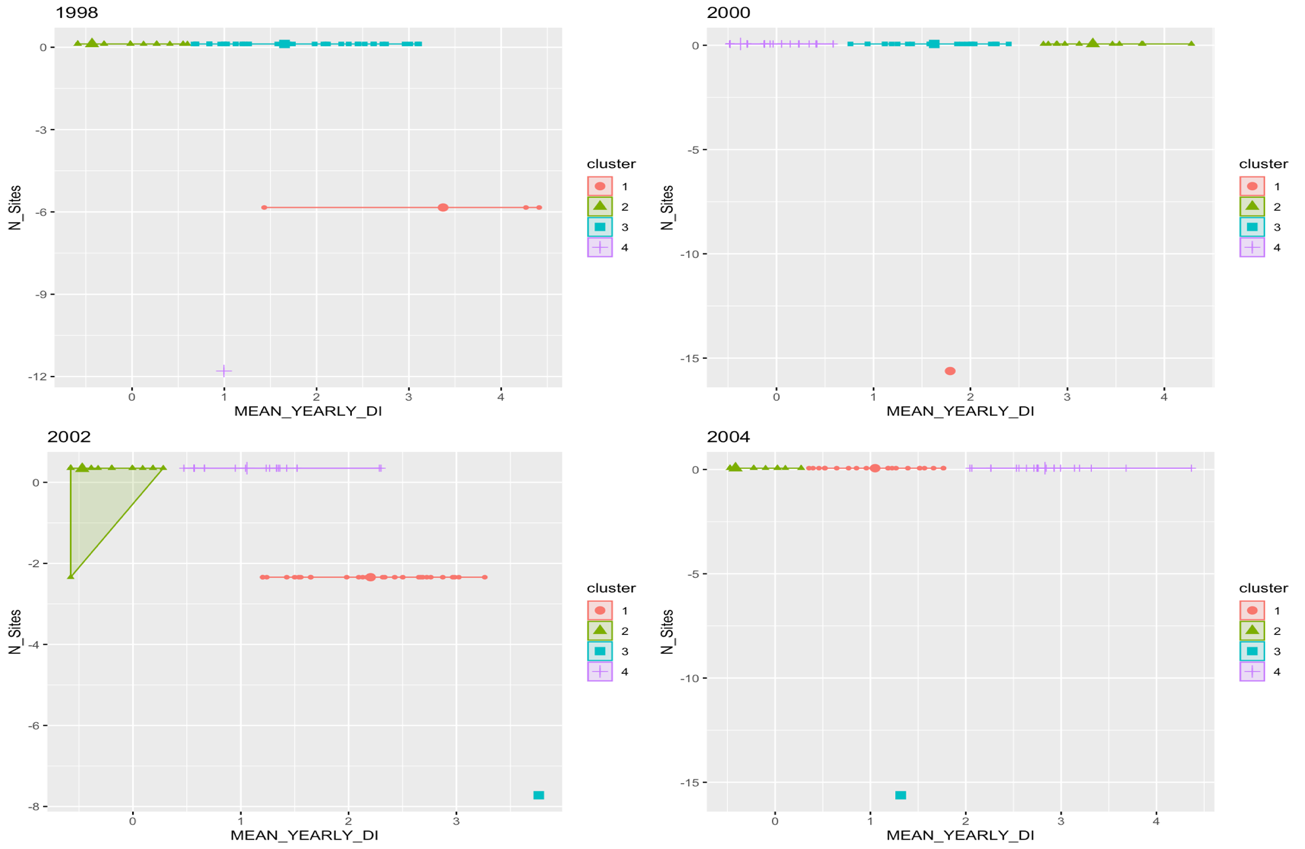 1998
0
-3
-6
-9
-12
N_Sites
0 1 2 3 4
MEAN_YEARLY_DI
cluster
1
2
3
4
2000
0
-5
-10
-15
N_Sites
0 1 2 3 4
MEAN_YEARLY_DI
cluster
1
2
3
4
2002
0
-2
-4
-6
-8
N_Sites
0 1 2 3
MEAN_YEARLY_DI
cluster
1
2
3
4
2004
0
-5
-10
-15
N_Sites
0 1 2 3 4
MEAN_YEARLY_DI
cluster
1
2
3
4